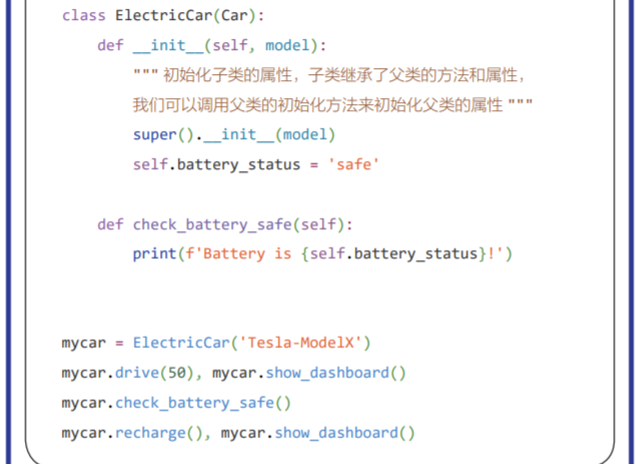 class ElectricCar(Car):
    def __init__(self, model):
        """ 初始化子类的属性，子类继承了父类的方法和属性，
        我们可以调用父类的初始化方法来初始化父类的属性 """
        super().__init__(model)
        self.battery_status = 'safe'
    def check_battery_safe(self):
        print(f'Battery is {self.battery_status}!')
mycar = ElectricCar('Tesla-ModelX')
mycar.drive(50), mycar.show_dashboard()
mycar.check_battery_safe()
mycar.recharge(), mycar.show_dashboard()